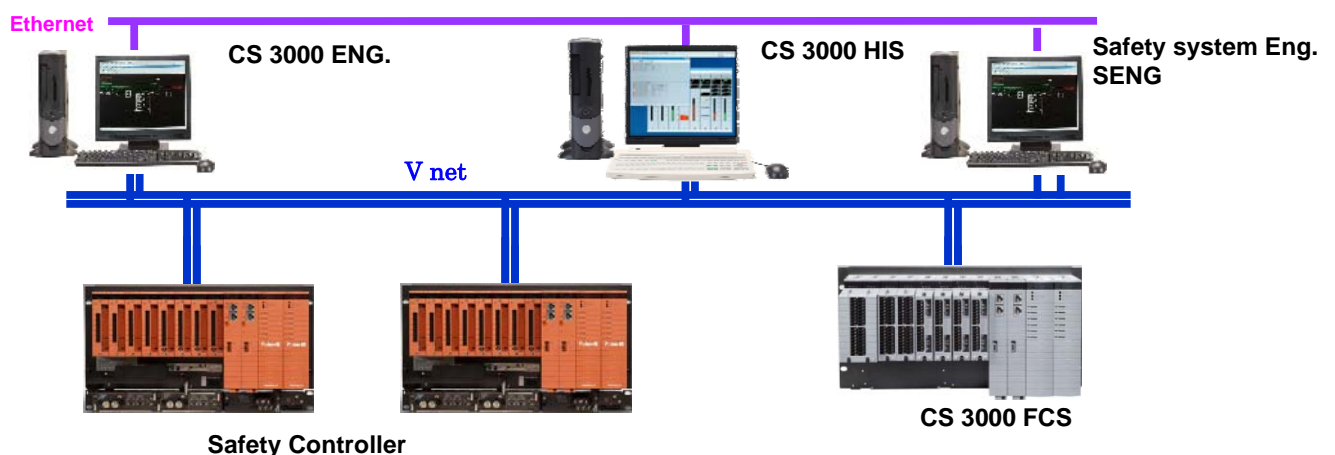 Ethernet
CS 3000 ENG.
CS 3000 HIS
Safety system Eng.
SENG
V net
CS 3000 FCS
Safety Controller